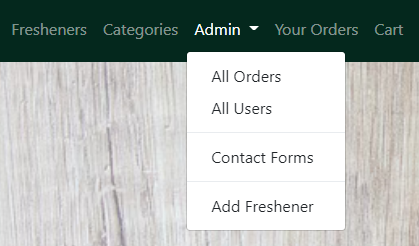 Fresheners Categories Admin Your Orders Cart
All Orders
All Users
Contact Forms
Add Freshener